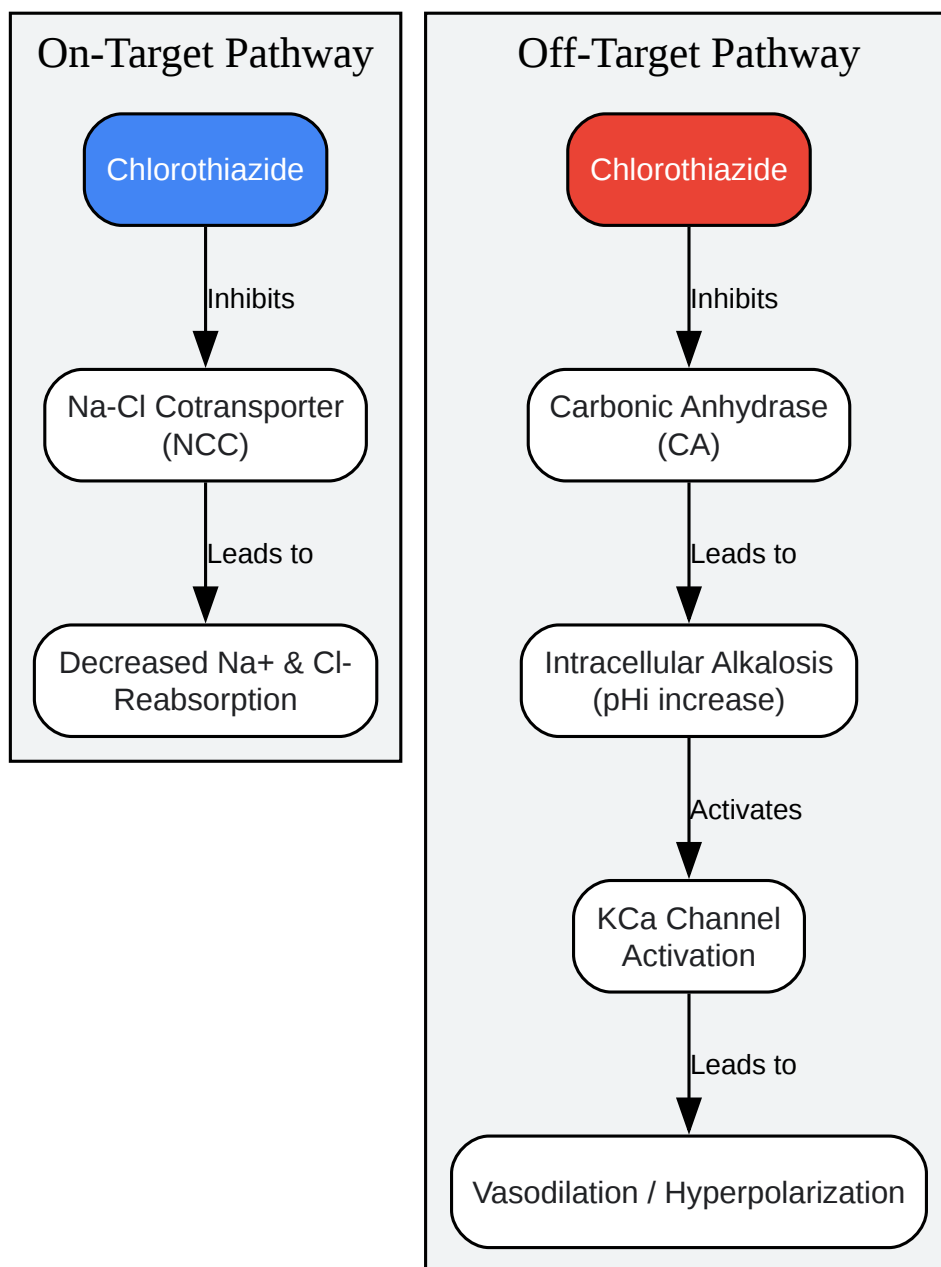 On-Target Pathway
Chlorothiazide
Inhibits
Na-Cl Cotransporter
(NCC)
Leads to
Decreased Na+ & Cl-
Reabsorption
Off-Target Pathway
Chlorothiazide
Inhibits
Carbonic Anhydrase
(CA)
Leads to
Intracellular Alkalosis
(pHi increase)
Activates
KCa Channel
Activation
Leads to
Vasodilation / Hyperpolarization